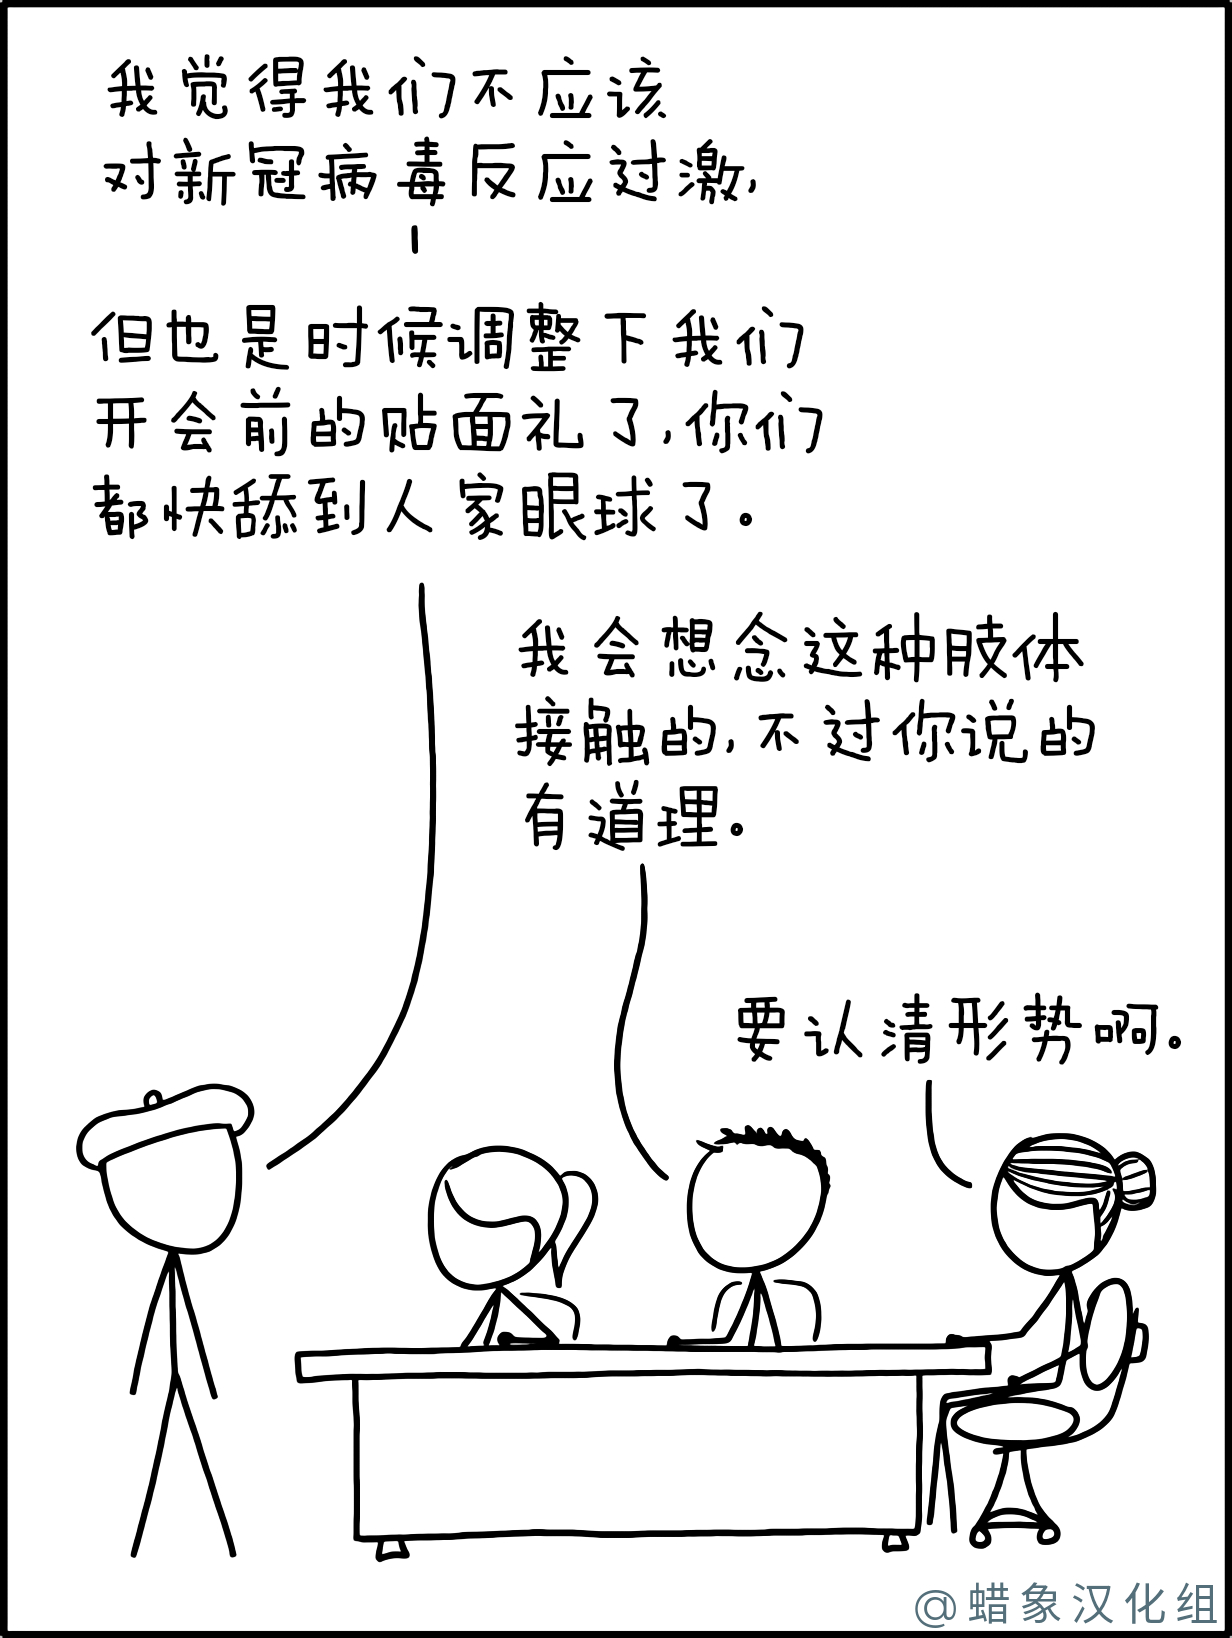 我觉得我们不应该
对新冠病毒反应过激,
但也是时候调整下我们
开会前的贴面礼了,你们
都快舔到人家眼球了。
我会想念这种肢体
接触的,不过你说的
有道理。
要认清形势啊。
@蜡象汉化组